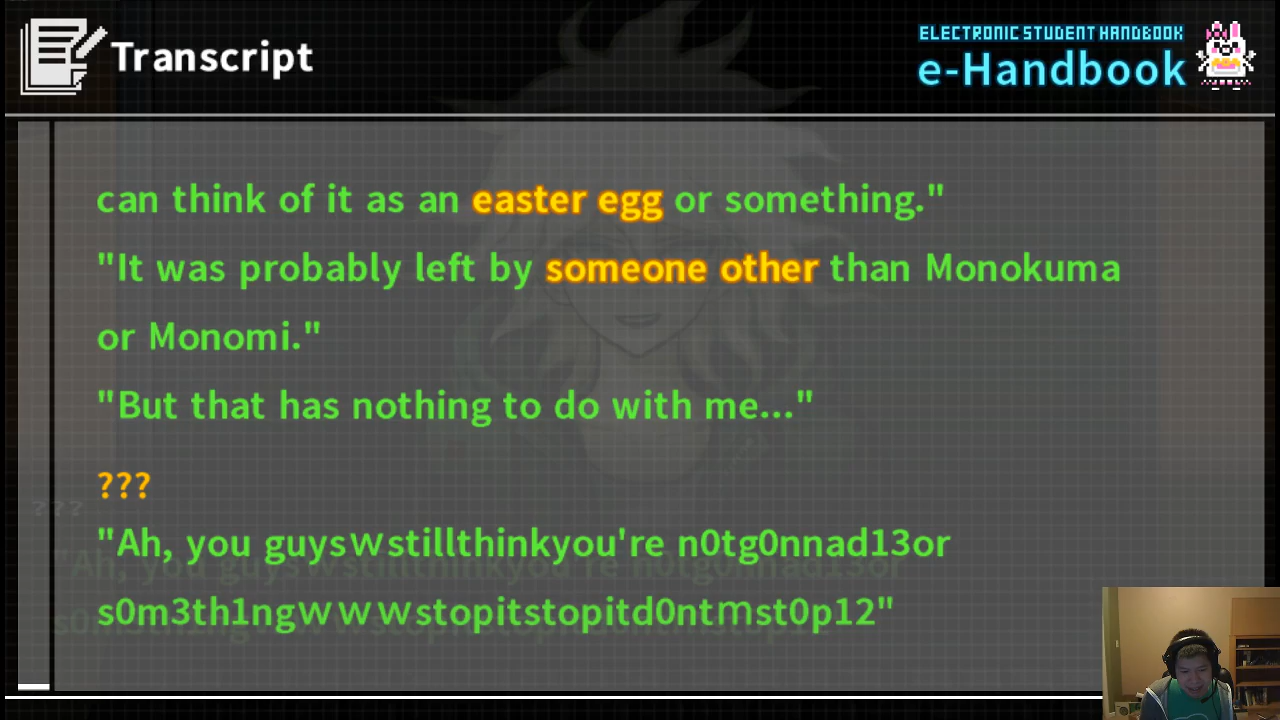 Transcript
ELECTRONIC STUDENT HANDBOOK
e-Handbook
can think of it as an easter egg or something."
"It was probably left by someone other than Monokuma
or Monomi."
"But that has nothing to do with me..."
???
"Ah, you guysｗstillthinkyou're n0tg0nnad13or
s0m3th1ngｗｗｗstopitstopitd0ntｍst0p12"